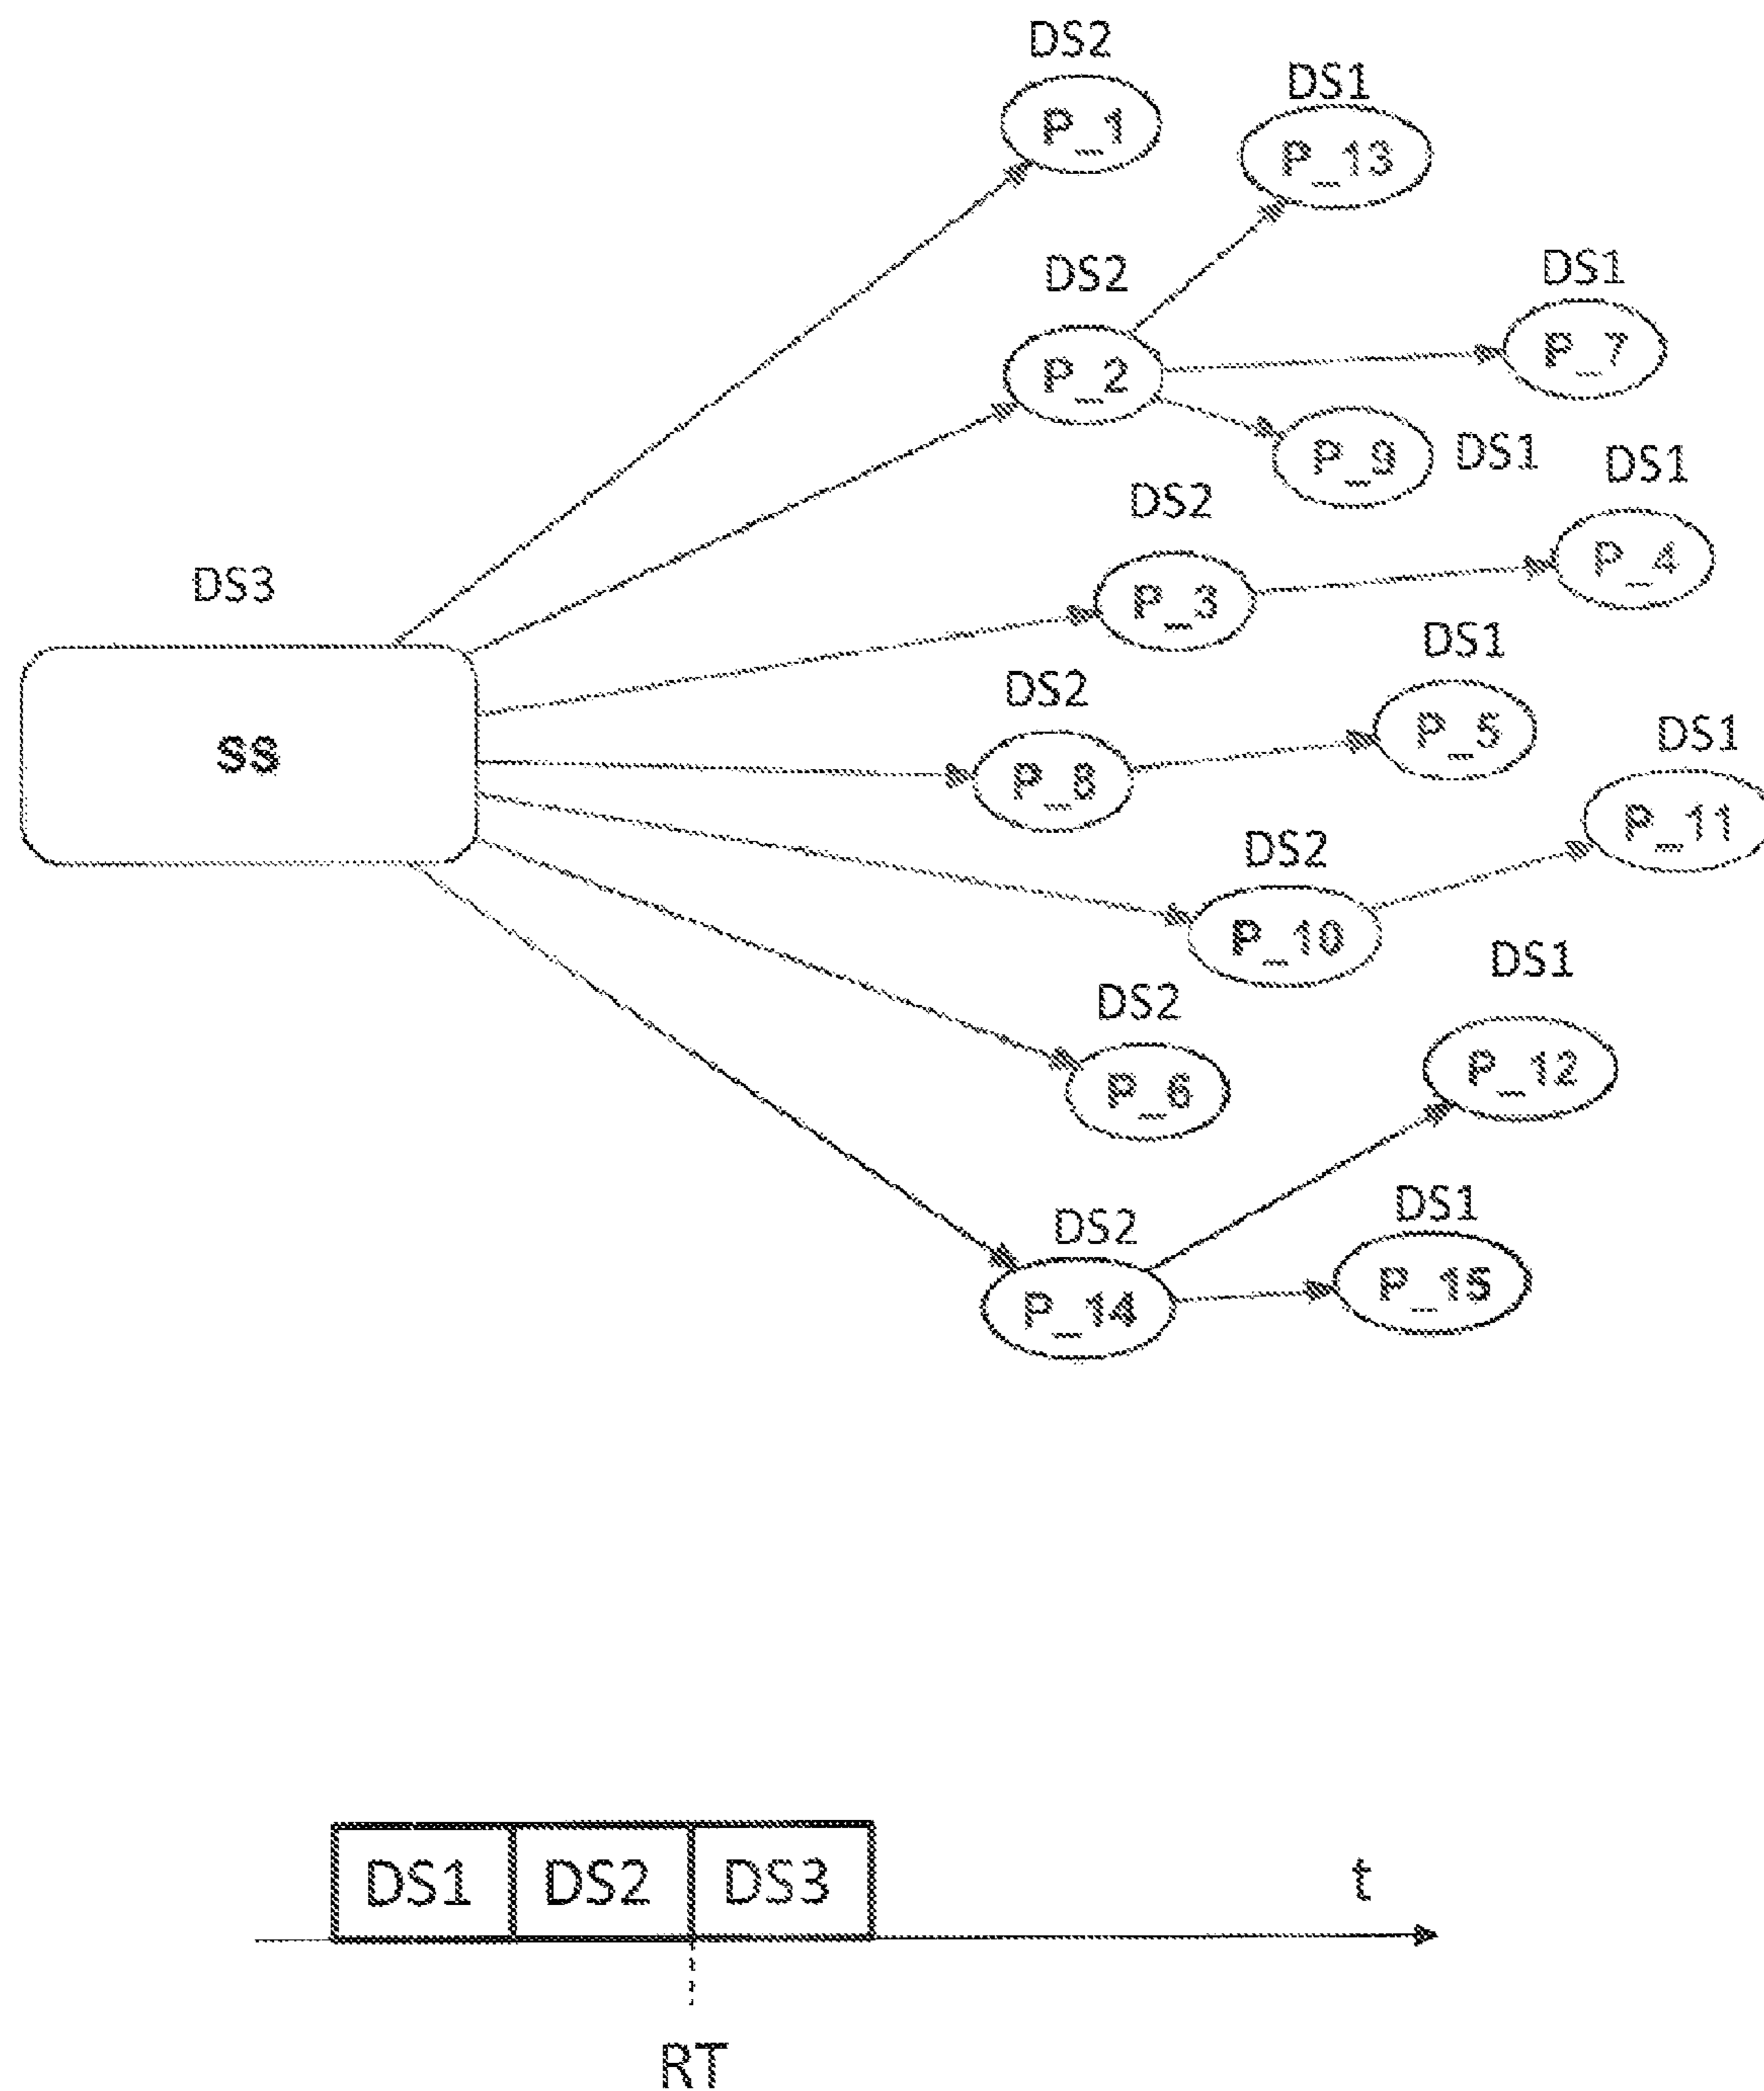 DS2
P_1
DS1
P_13
DS2
P_2
DS1
P_7
P_9
DS1
DS2
P_3
DS1
P_4
DS3
SS
DS2
P_8
DS1
P_5
DS2
P_10
DS1
P_11
DS2
P_6
DS1
P_12
DS2
P_14
DS1
P_15
DS1 DS2 DS3 t
RT